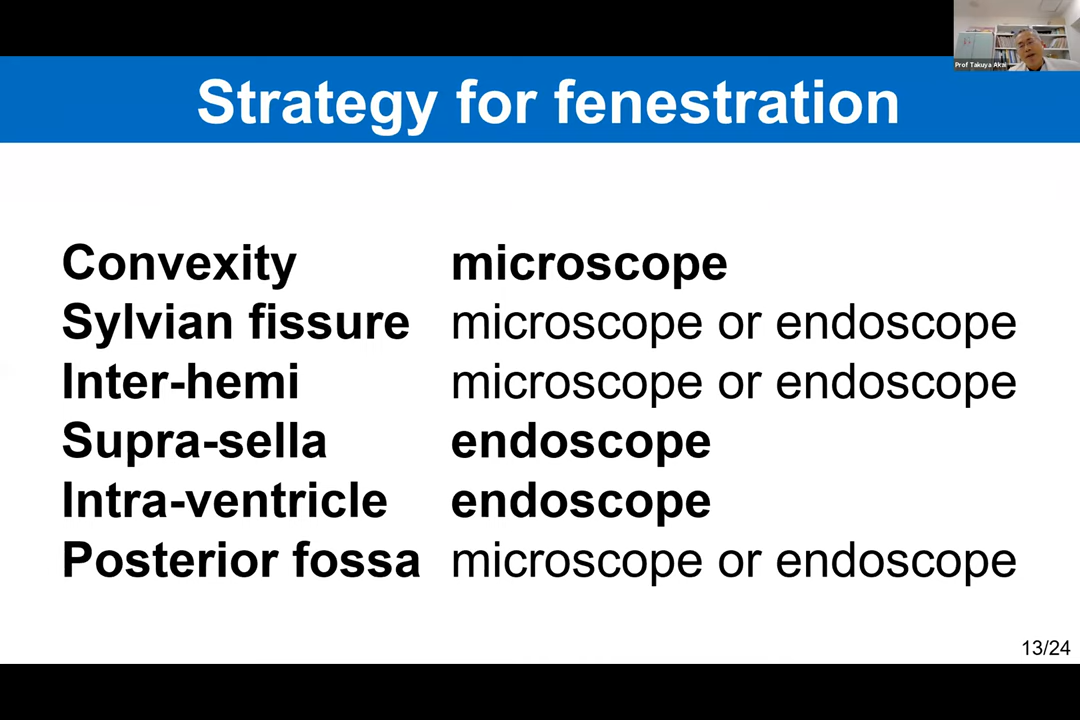 Prof Takuya Akai
Strategy for fenestration
Convexity microscope
Sylvian fissure microscope or endoscope
Inter-hemi microscope or endoscope
Supra-sella endoscope
Intra-ventricle endoscope
Posterior fossa microscope or endoscope
13/24